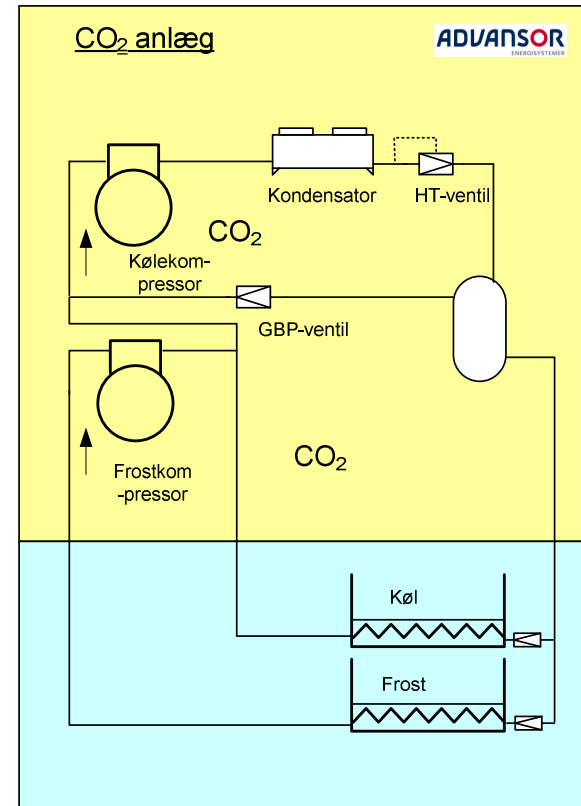 CO₂ anlæg
ADVANSOR
ENERGISYSTEMER
Kondensator
HT-ventil
CO₂
Kølekom-
pressor
GBP-ventil
CO₂
Frostkom
-pressor
Køl
Frost